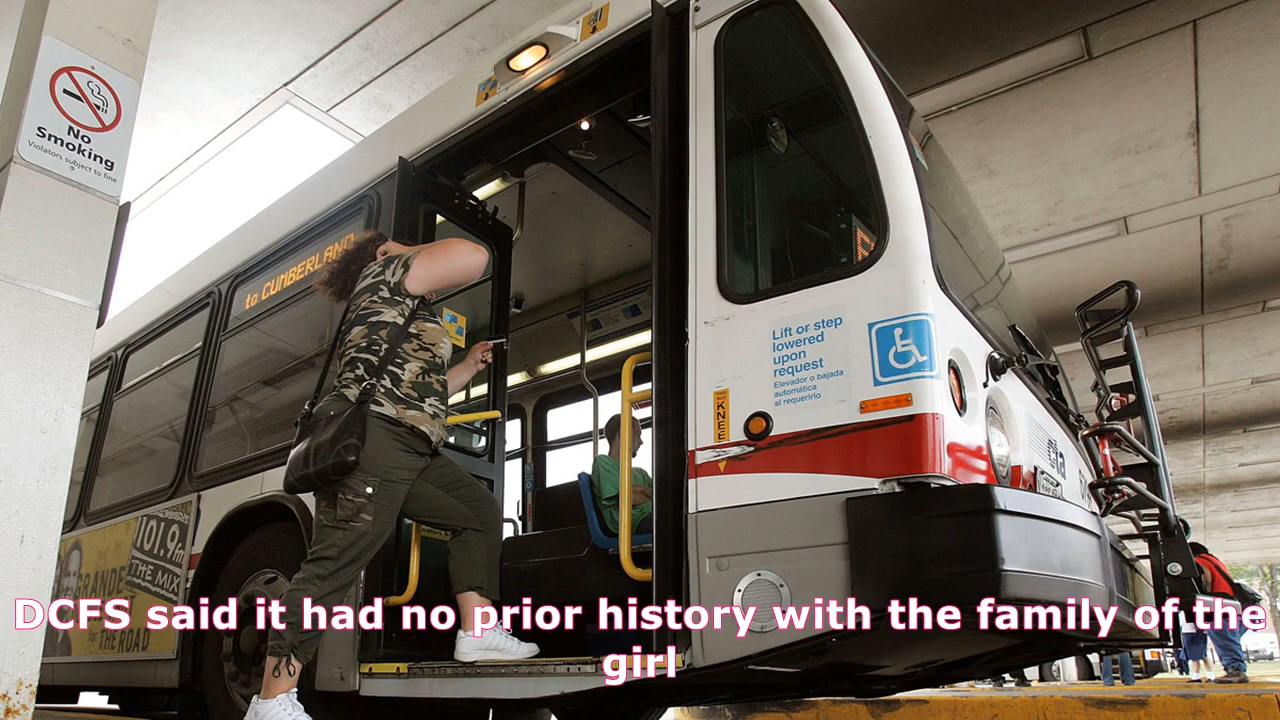 No
Smoking
Violators subject to fine
to CUMBERLAND
Lift or step
lowered
upon
request
Elevador o bajada
automática
al requerirlo
KNEE
cta
101.9fm
THE MIX
GRANDE
for THE ROAD
DCFS said it had no prior history with the family of the
girl